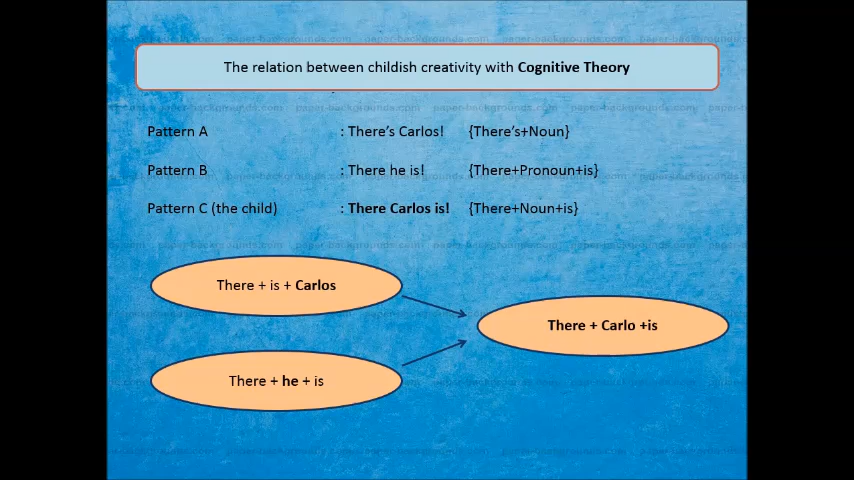 The relation between childish creativity with Cognitive Theory
Pattern A : There's Carlos! {There's+Noun}
Pattern B : There he is! {There+Pronoun+is}
Pattern C (the child) : There Carlos is! {There+Noun+is}
There + is + Carlos
There + Carlo +is
There + he + is